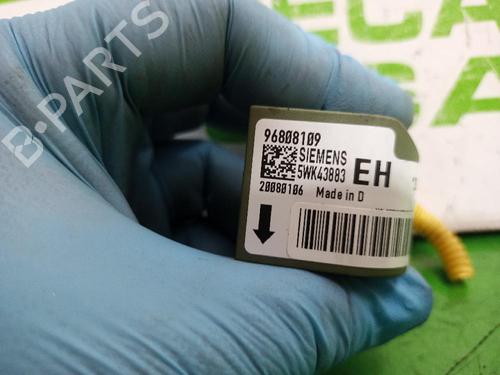 B-PARTS
96808109
SIEMENS
5WK43883
EH
20080106 Made in D